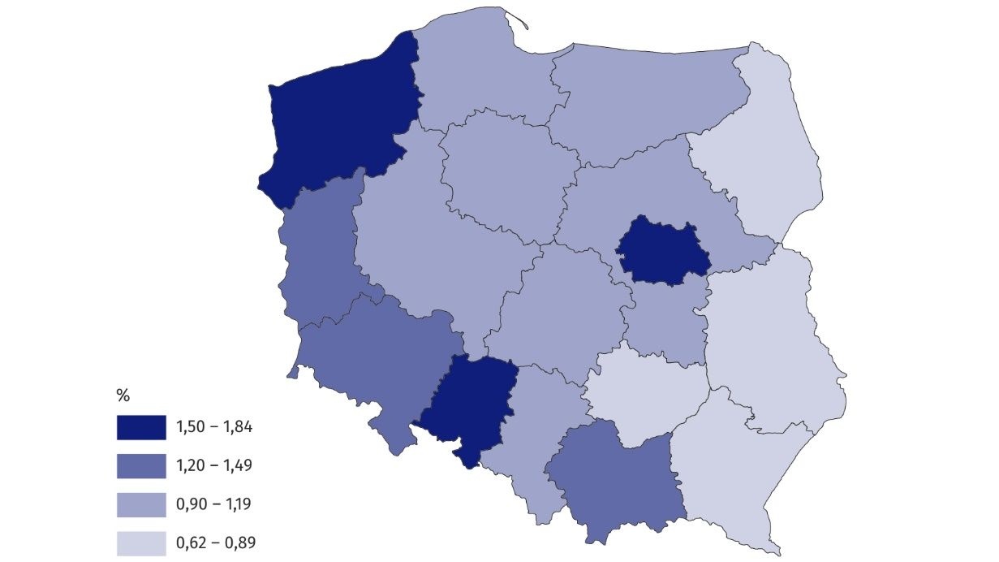 %
1,50 – 1,84
1,20 – 1,49
0,90 – 1,19
0,62 – 0,89